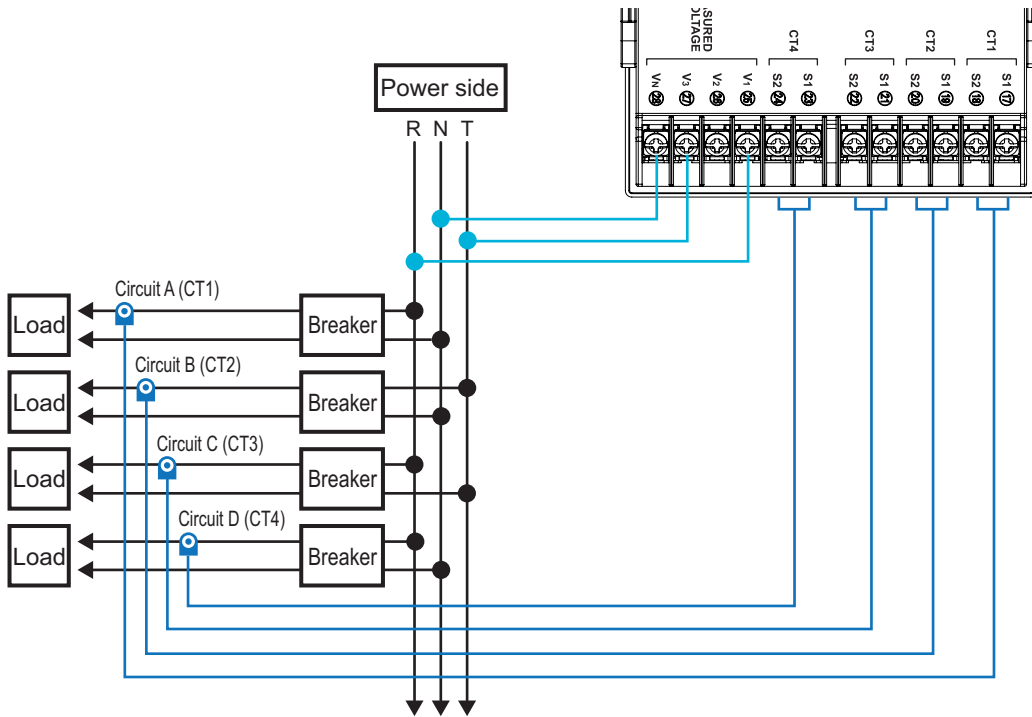 SURED
OLTAGE
CT4
CT3
CT2
CT1
VN
V3
V2
V1
S2
S1
S2
S1
S2
S1
S2
S1
28
27
26
25
24
23
22
21
20
19
18
17
Power side
R N T
Circuit A (CT1)
Load
Breaker
Circuit B (CT2)
Load
Breaker
Circuit C (CT3)
Load
Breaker
Circuit D (CT4)
Load
Breaker